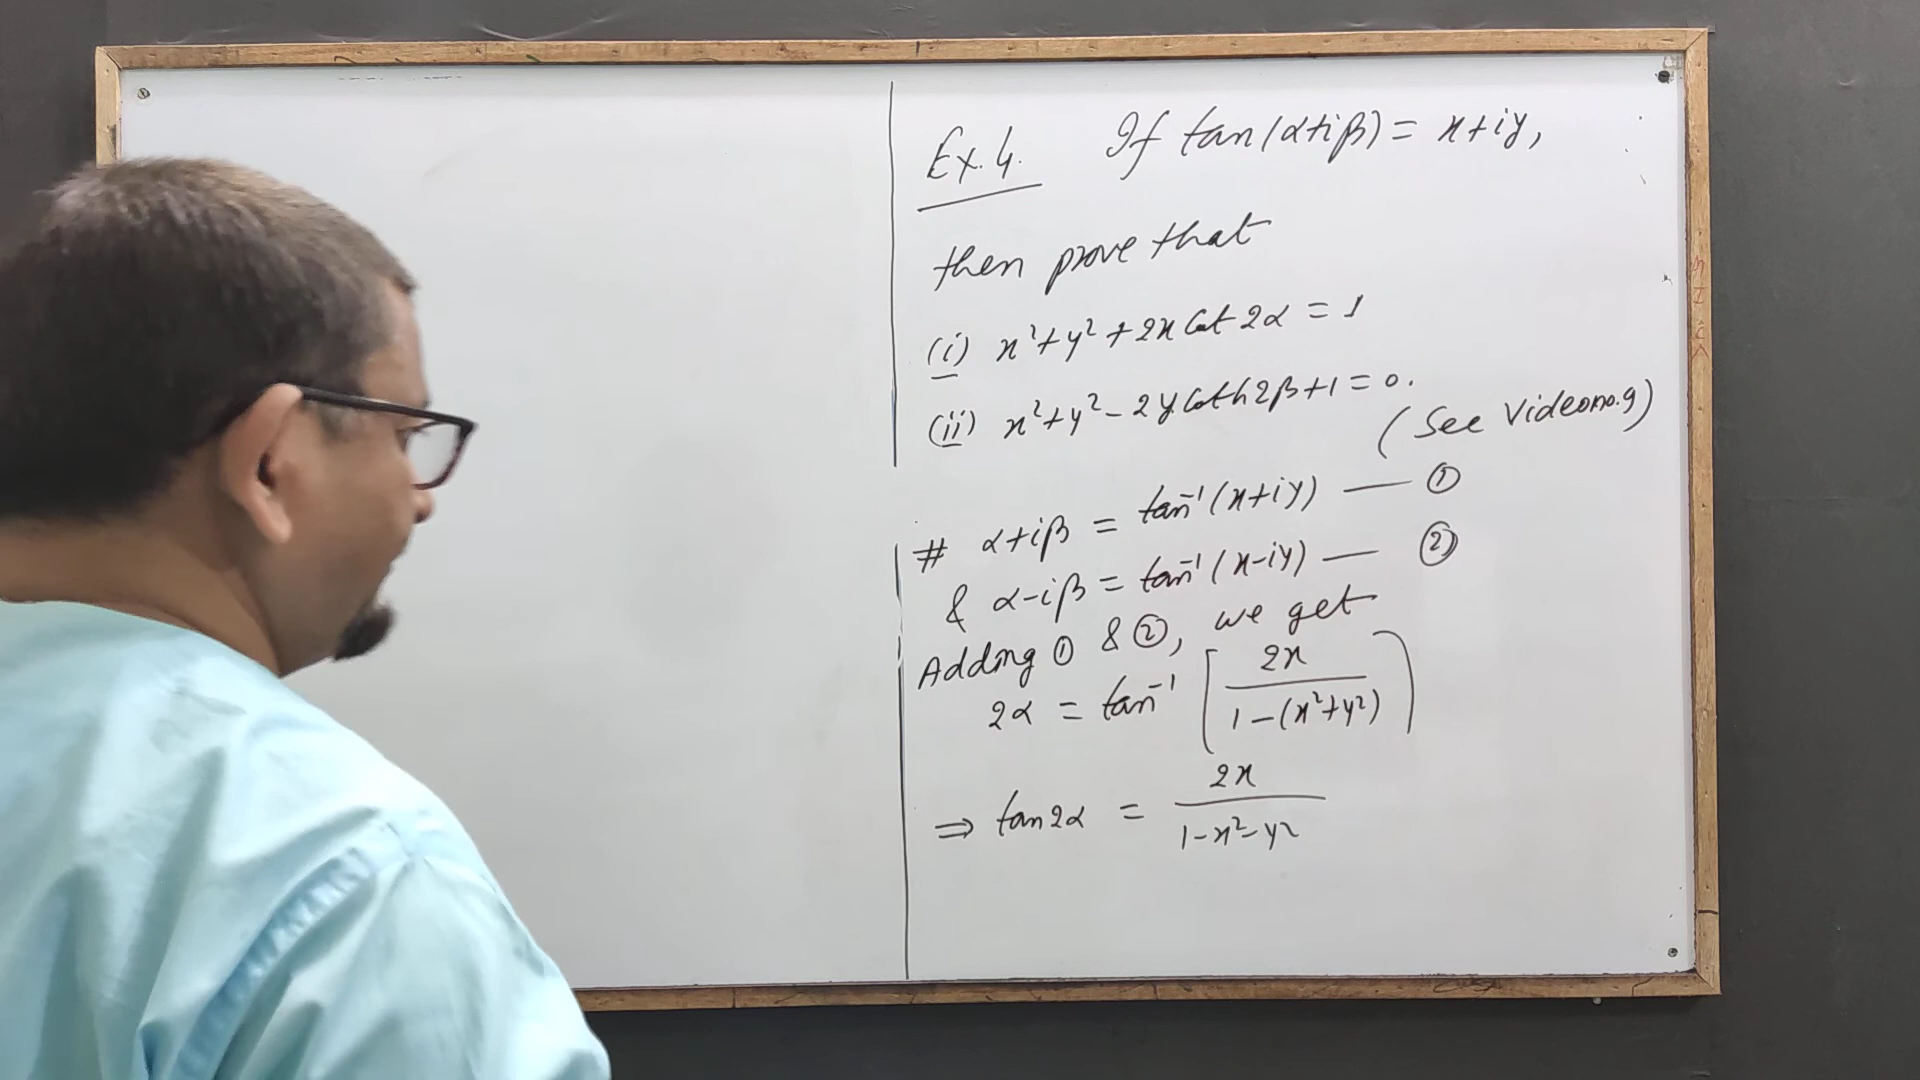 Ex. 4. If tan(α+iβ) = x+iy,
then prove that
(i) x²+y²+2x Cot 2α = 1
(ii) x²+y²-2y Coth 2β+1 = 0.
(See Video no. 9)
# α+iβ = tan⁻¹(x+iy) — ①
& α-iβ = tan⁻¹(x-iy) — ②
Adding ① & ②, we get
2α = tan⁻¹ [2x / 1-(x²+y²)]
⇒ tan2α = 2x / 1-x²-y²